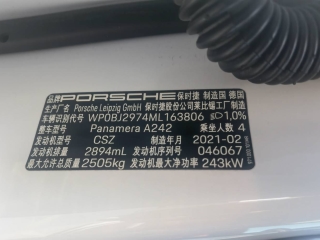 品牌 PORSCHE 保时捷 制造国 德国
生产厂名 Porsche Leipzig GmbH 保时捷股份公司莱比锡工厂制造
车辆识别代号 WP0BJ2974ML163806 1,0%
整车型号 Panamera A242 乘坐人数 4
发动机型号 CSZ 制造年月 2021-02
发动机排量 2894mL 发动机序列号 046067
最大允许总质量 2505kg 发动机最大净功率 243kW